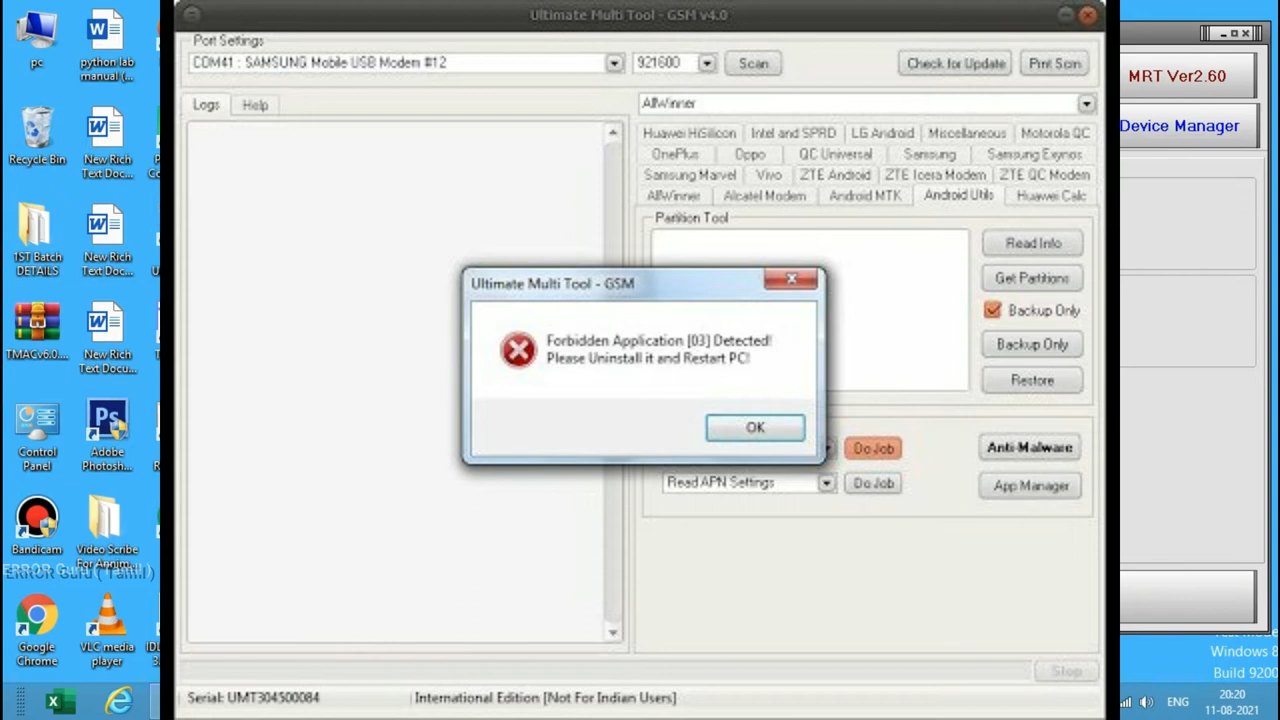 pc
python lab
manual (...
Recycle Bin
New Rich
Text Doc...
1ST Batch
DETAILS
New Rich
Text Doc...
TMACv6.0....
New Rich
Text Docu...
Control
Panel
Ps
Adobe
Photosh...
Bandicam
Video Scribe
For Annim...
ERROR Guru ( Tamil )
Google
Chrome
VLC media
player
Ultimate Multi Tool - GSM v4.0
Port Settings
COM41 : SAMSUNG Mobile USB Modem #12
921600
Scan
Check for Update
Print Scrn
Logs
Help
AllWinner
Huawei HiSilicon
Intel and SPRD
LG Android
Miscellaneous
Motorola QC
OnePlus
Oppo
QC Universal
Samsung
Samsung Exynos
Samsung Marvel
Vivo
ZTE Android
ZTE Icera Modem
ZTE QC Modem
AllWinner
Alcatel Modem
Android MTK
Android Utils
Huawei Calc
Partition Tool
Read Info
Get Partitions
Backup Only
Backup Only
Restore
Ultimate Multi Tool - GSM
Forbidden Application [03] Detected!
Please Uninstall it and Restart PC!
OK
Do Job
Anti-Malware
Read APN Settings
Do Job
App Manager
Stop
Serial: UMT304500084
International Edition [Not For Indian Users]
MRT Ver2.60
Device Manager
Windows 8
Build 9200
ENG
20:20
11-08-2021